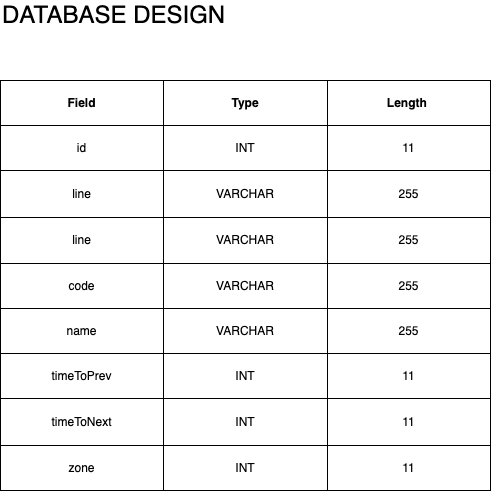 DATABASE DESIGN
Field Type Length
id INT 11
line VARCHAR 255
line VARCHAR 255
code VARCHAR 255
name VARCHAR 255
timeToPrev INT 11
timeToNext INT 11
zone INT 11